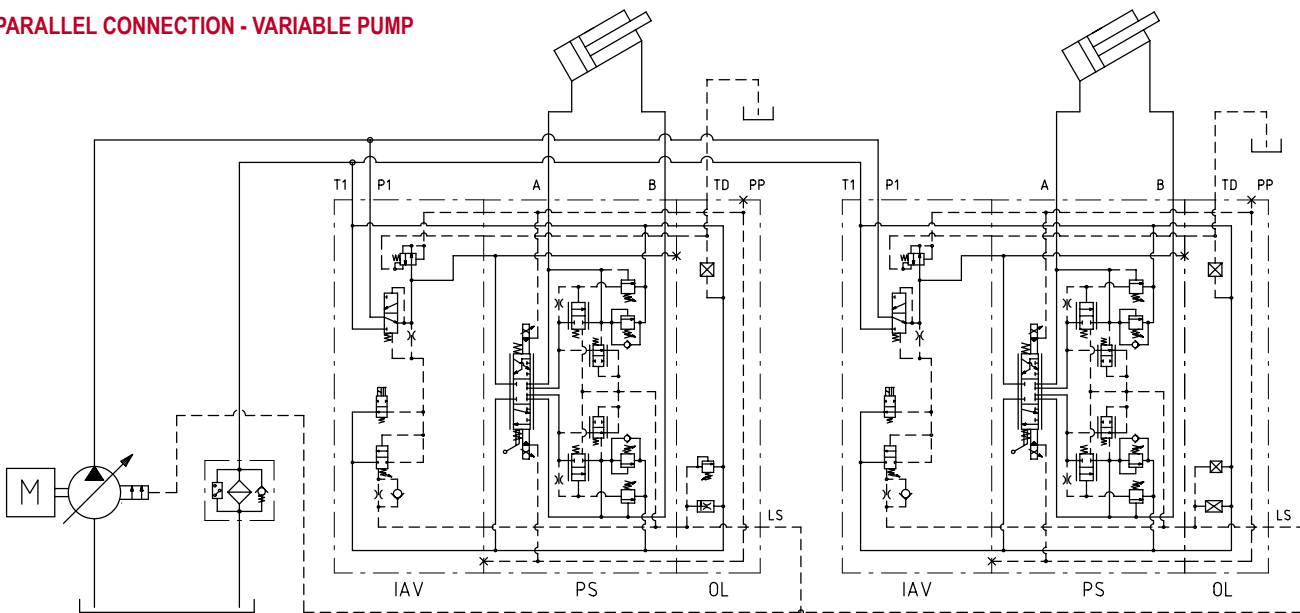 PARALLEL CONNECTION - VARIABLE PUMP
T1 P1 A B TD PP
T1 P1 A B TD PP
M
LS
LS
IAV PS OL
IAV PS OL